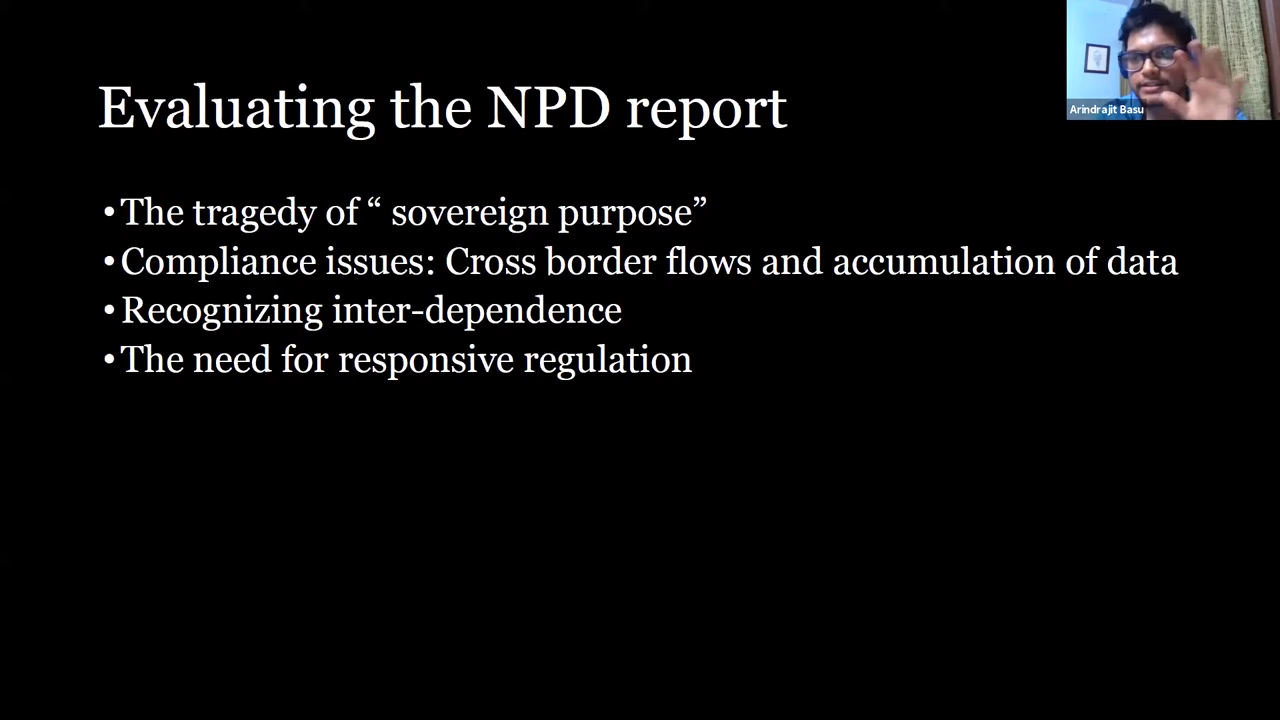 Evaluating the NPD report
Arindrajit Basu
•The tragedy of “ sovereign purpose”
•Compliance issues: Cross border flows and accumulation of data
•Recognizing inter-dependence
•The need for responsive regulation